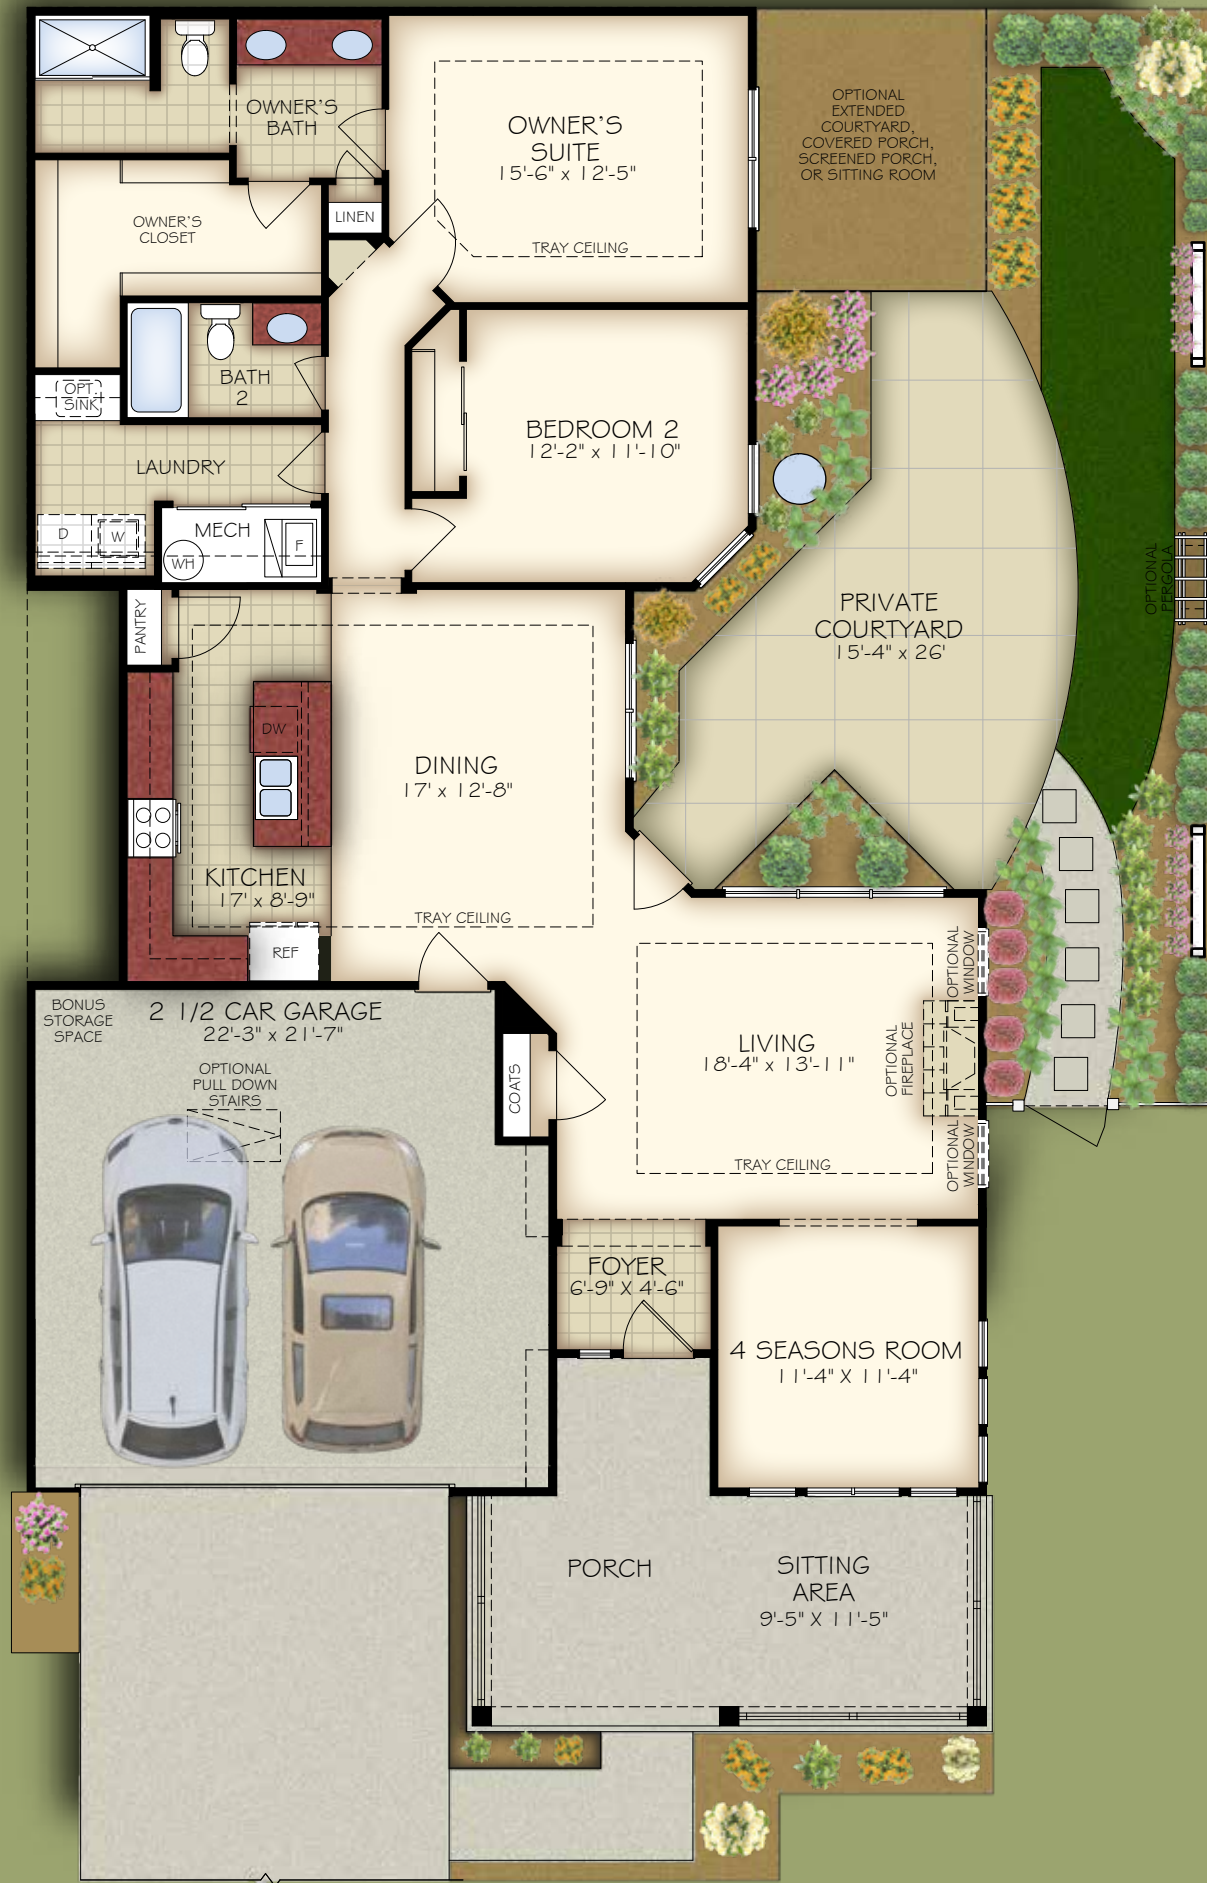 OWNER'S
BATH
OWNER'S
SUITE
15'-6" x 12'-5"
TRAY CEILING
OPTIONAL
EXTENDED
COURTYARD,
COVERED PORCH,
SCREENED PORCH,
OR SITTING ROOM
OWNER'S
CLOSET
LINEN
BATH
2
OPT.
SINK
BEDROOM 2
12'-2" x 11'-10"
LAUNDRY
D
W
MECH
WH
F
OPTIONAL
PERGOLA
PRIVATE
COURTYARD
15'-4" x 26'
PANTRY
DW
DINING
17' x 12'-8"
KITCHEN
17' x 8'-9"
TRAY CEILING
REF
BONUS
STORAGE
SPACE
2 1/2 CAR GARAGE
22'-3" x 21'-7"
OPTIONAL
PULL DOWN
STAIRS
COATS
LIVING
18'-4" x 13'-11"
OPTIONAL
WINDOW
OPTIONAL
FIREPLACE
OPTIONAL
WINDOW
TRAY CEILING
FOYER
6'-9" X 4'-6"
4 SEASONS ROOM
11'-4" X 11'-4"
PORCH
SITTING
AREA
9'-5" X 11'-5"